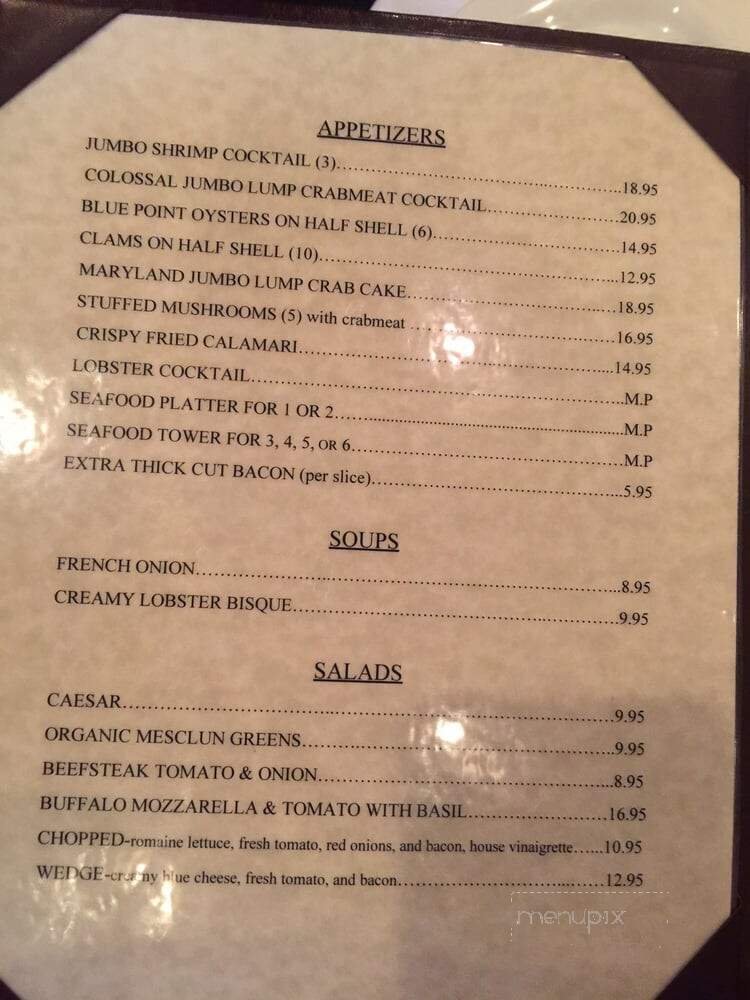 APPETIZERS
JUMBO SHRIMP COCKTAIL (3)..........18.95
COLOSSAL JUMBO LUMP CRABMEAT COCKTAIL..........20.95
BLUE POINT OYSTERS ON HALF SHELL (6)..........14.95
CLAMS ON HALF SHELL (10)..........12.95
MARYLAND JUMBO LUMP CRAB CAKE..........18.95
STUFFED MUSHROOMS (5) with crabmeat ..........16.95
CRISPY FRIED CALAMARI..........14.95
LOBSTER COCKTAIL..........M.P
SEAFOOD PLATTER FOR 1 OR 2..........M.P
SEAFOOD TOWER FOR 3, 4, 5, OR 6..........M.P
EXTRA THICK CUT BACON (per slice)..........5.95
SOUPS
FRENCH ONION..........8.95
CREAMY LOBSTER BISQUE..........9.95
SALADS
CAESAR..........9.95
ORGANIC MESCLUN GREENS..........9.95
BEEFSTEAK TOMATO & ONION..........8.95
BUFFALO MOZZARELLA & TOMATO WITH BASIL..........16.95
CHOPPED-romaine lettuce, fresh tomato, red onions, and bacon, house vinaigrette......10.95
WEDGE-creamy blue cheese, fresh tomato, and bacon..........12.95
menupix